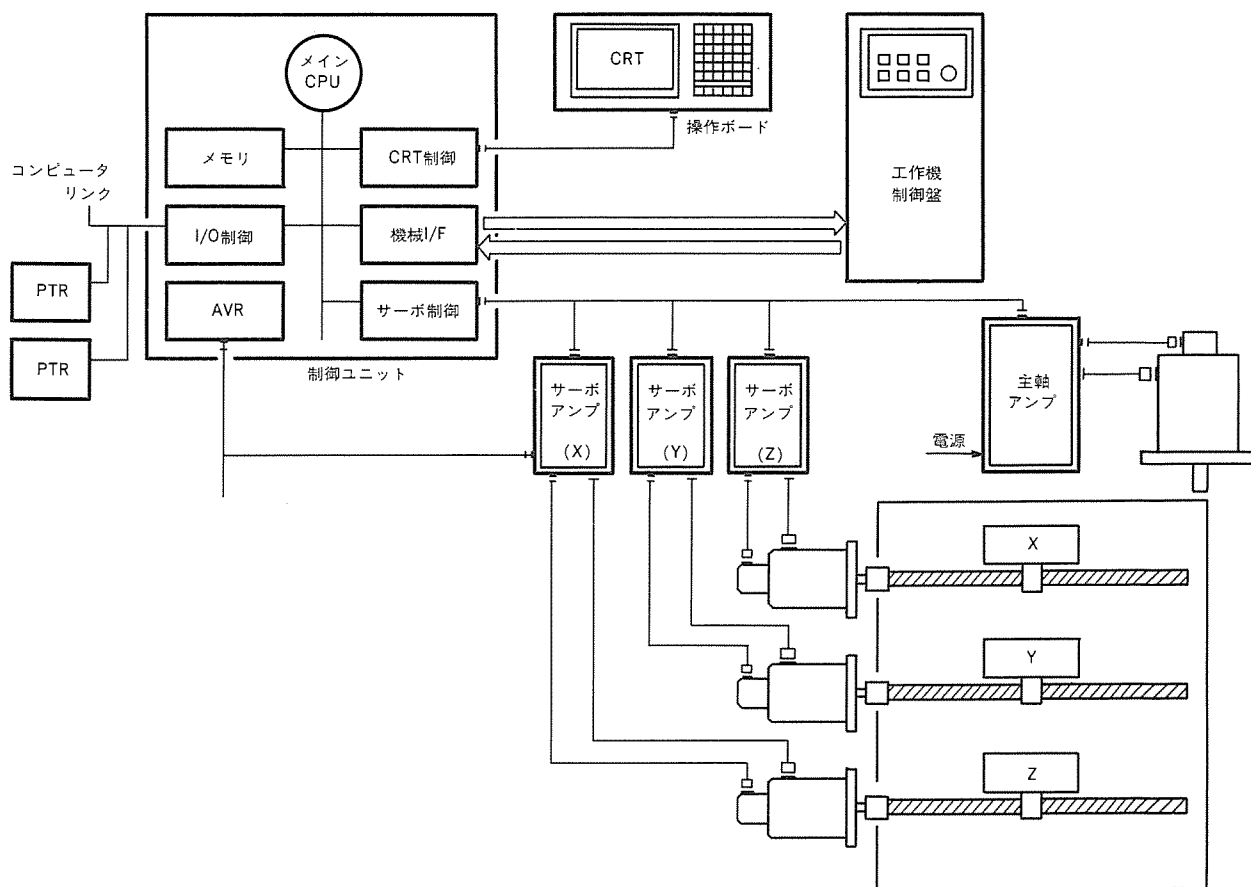 メイン
CPU
CRT
操作ボード
メモリ
CRT制御
コンピュータ
リンク
工作機
制御盤
I/O制御
機械I/F
PTR
AVR
サーボ制御
PTR
制御ユニット
サーボ
アンプ
(X)
サーボ
アンプ
(Y)
サーボ
アンプ
(Z)
主軸
アンプ
電源
X
Y
Z